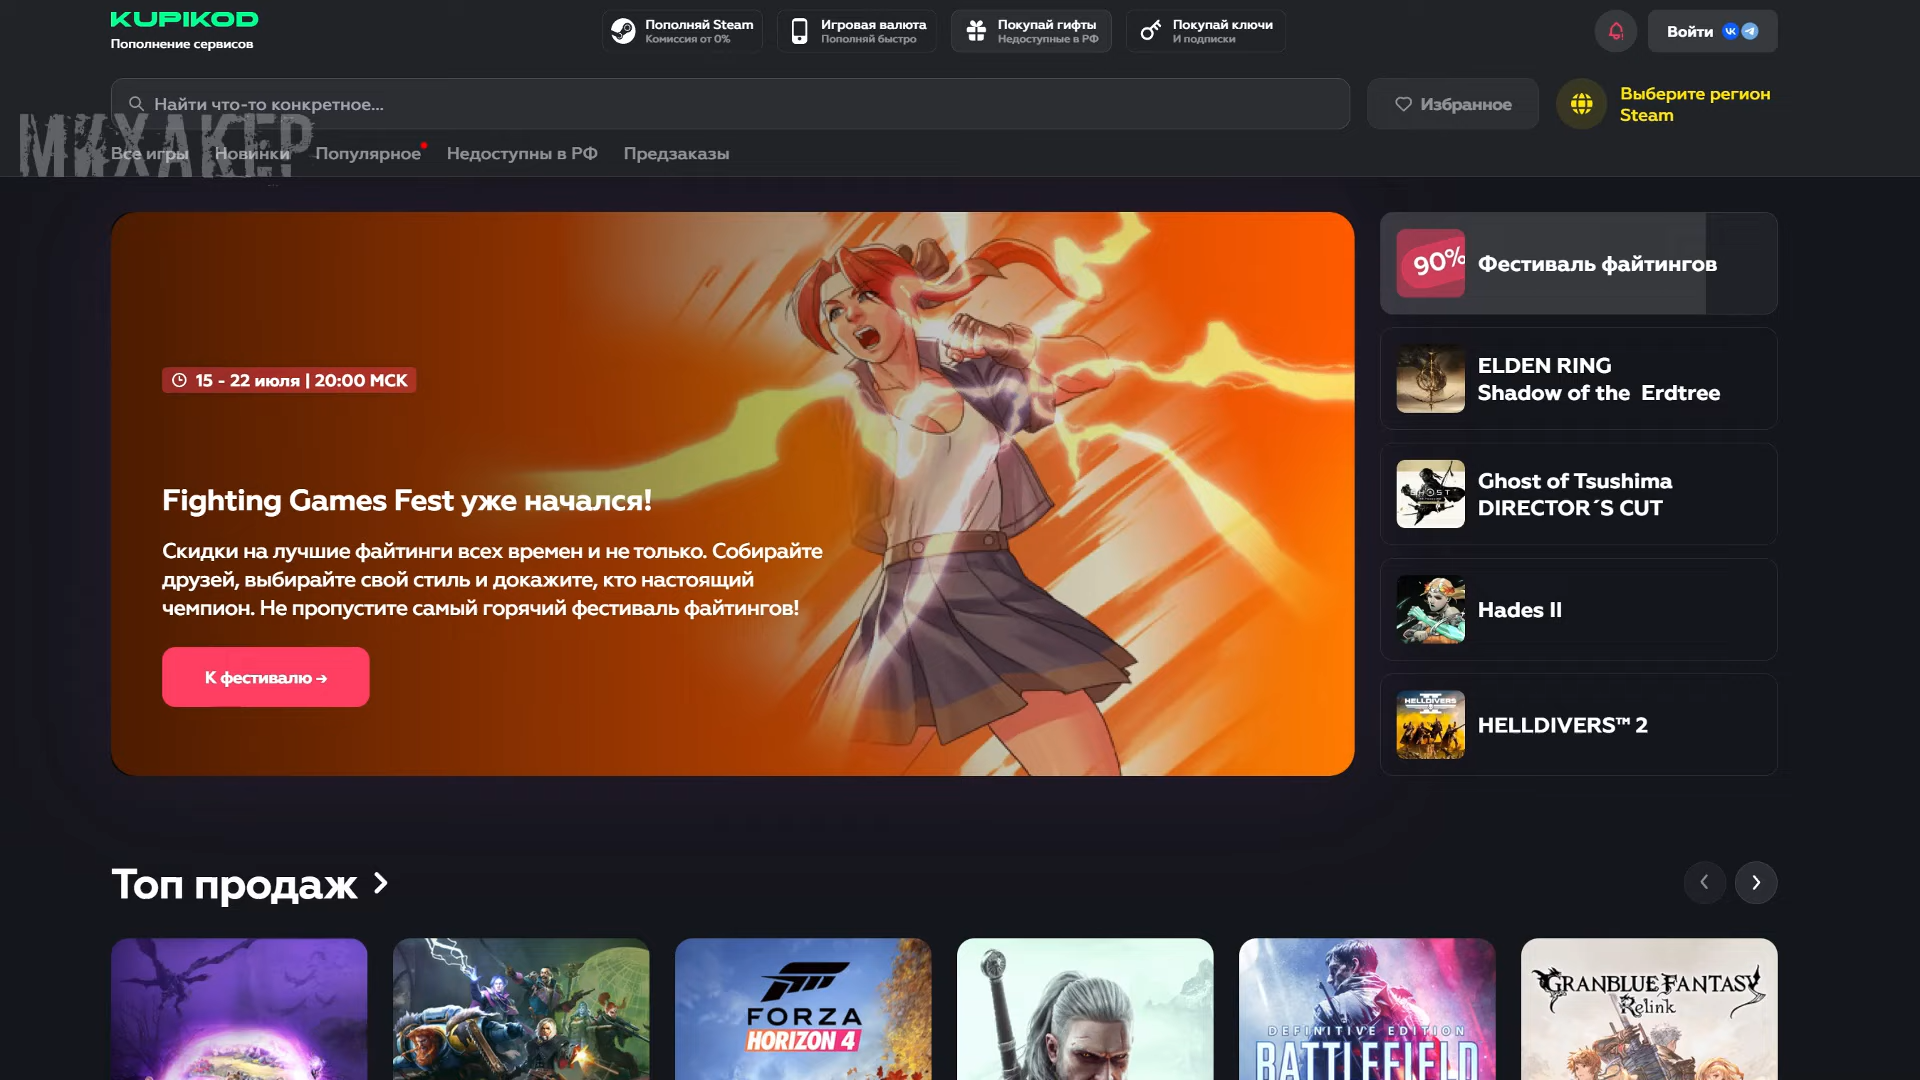 KUPIKOD
Пополнение сервисов
Пополняй Steam
Комиссия от 0%
Игровая валюта
Пополняй быстро
Покупай гифты
Недоступные в РФ
Покупай ключи
И подписки
Войти
Найти что-то конкретное...
Избранное
Выберите регион
Steam
МИХАКЕР
Все игры
Новинки
Популярное
Недоступны в РФ
Предзаказы
15 - 22 июля | 20:00 МСК
Fighting Games Fest уже начался!
Скидки на лучшие файтинги всех времен и не только. Собирайте
друзей, выбирайте свой стиль и докажите, кто настоящий
чемпион. Не пропустите самый горячий фестиваль файтингов!
К фестивалю →
90%
Фестиваль файтингов
ELDEN RING
Shadow of the Erdtree
GHOST
Ghost of Tsushima
DIRECTOR´S CUT
Hades II
HELLDIVERS
II
HELLDIVERS™ 2
Топ продаж
FORZA
HORIZON 4
DEFINITIVE EDITION
BATTLEFIELD
GRANBLUE FANTASY
Relink